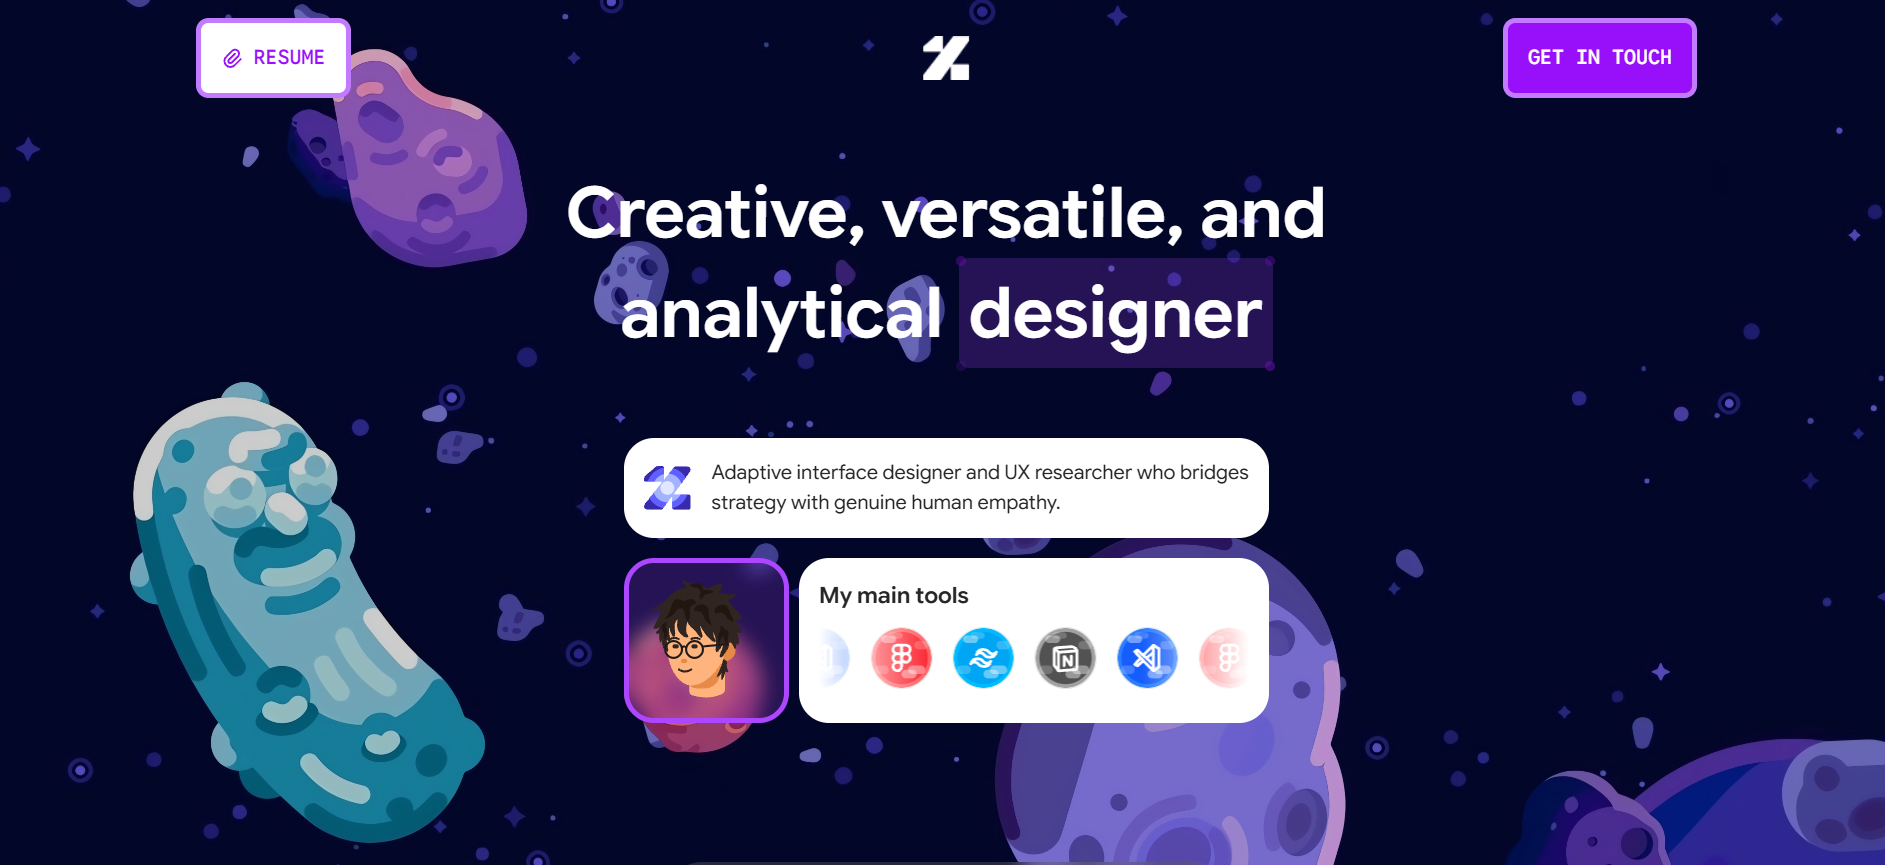 RESUME
GET IN TOUCH
Creative, versatile, and
analytical designer
Adaptive interface designer and UX researcher who bridges
strategy with genuine human empathy.
My main tools